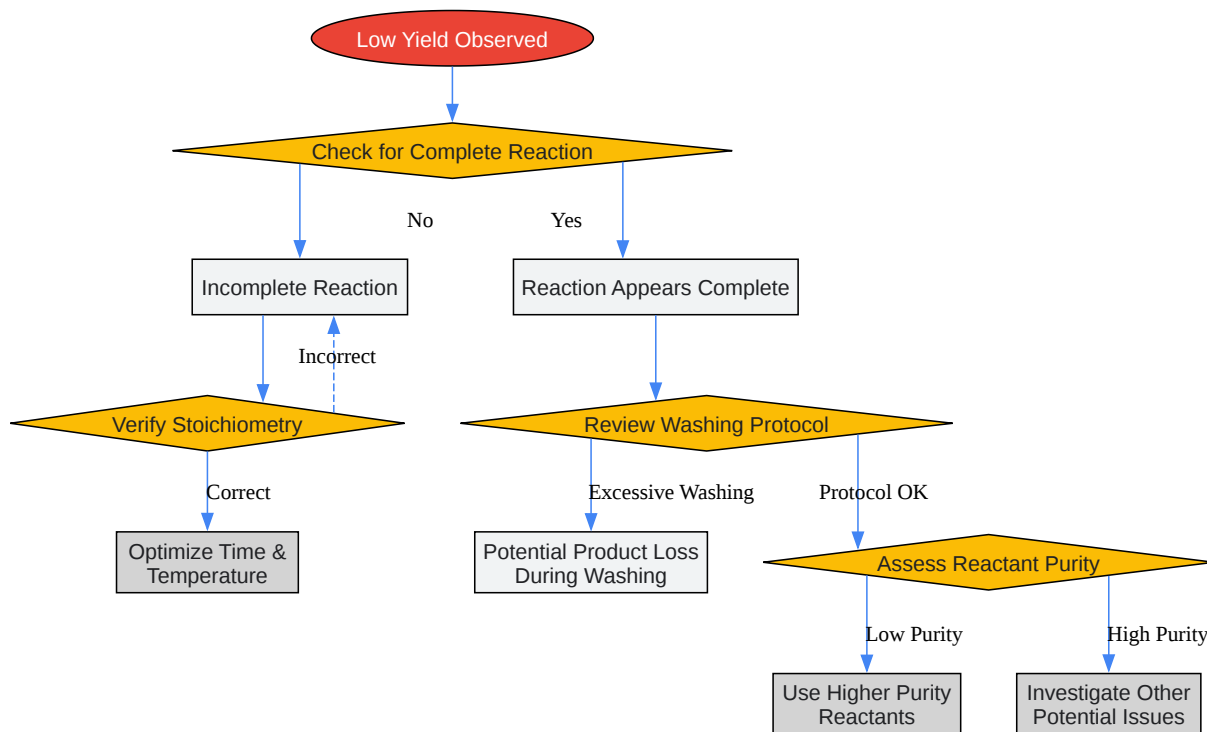 Low Yield Observed
Check for Complete Reaction
No
Yes
Incomplete Reaction
Reaction Appears Complete
Incorrect
Verify Stoichiometry
Review Washing Protocol
Correct
Excessive Washing
Protocol OK
Optimize Time &
Temperature
Potential Product Loss
During Washing
Assess Reactant Purity
Low Purity
High Purity
Use Higher Purity
Reactants
Investigate Other
Potential Issues